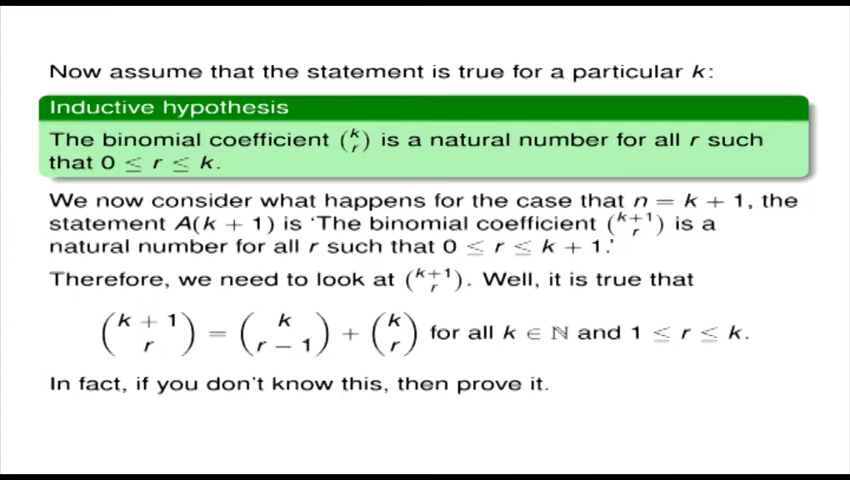 Now assume that the statement is true for a particular k:
Inductive hypothesis
The binomial coefficient (k r) is a natural number for all r such
that 0 ≤ r ≤ k.
We now consider what happens for the case that n = k + 1, the
statement A(k + 1) is ‘The binomial coefficient (k+1 r) is a
natural number for all r such that 0 ≤ r ≤ k + 1.’
Therefore, we need to look at (k+1 r). Well, it is true that
(k + 1 r) = (k r − 1) + (k r) for all k ∈ ℕ and 1 ≤ r ≤ k.
In fact, if you don't know this, then prove it.